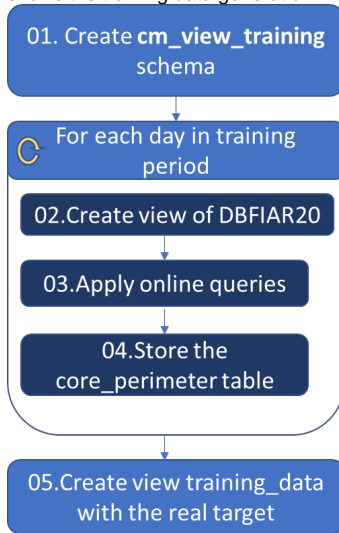 01. Create cm_view_training
schema
For each day in training
period
02.Create view of DBFIAR20
03.Apply online queries
04.Store the
core_perimeter table
05.Create view training_data
with the real target